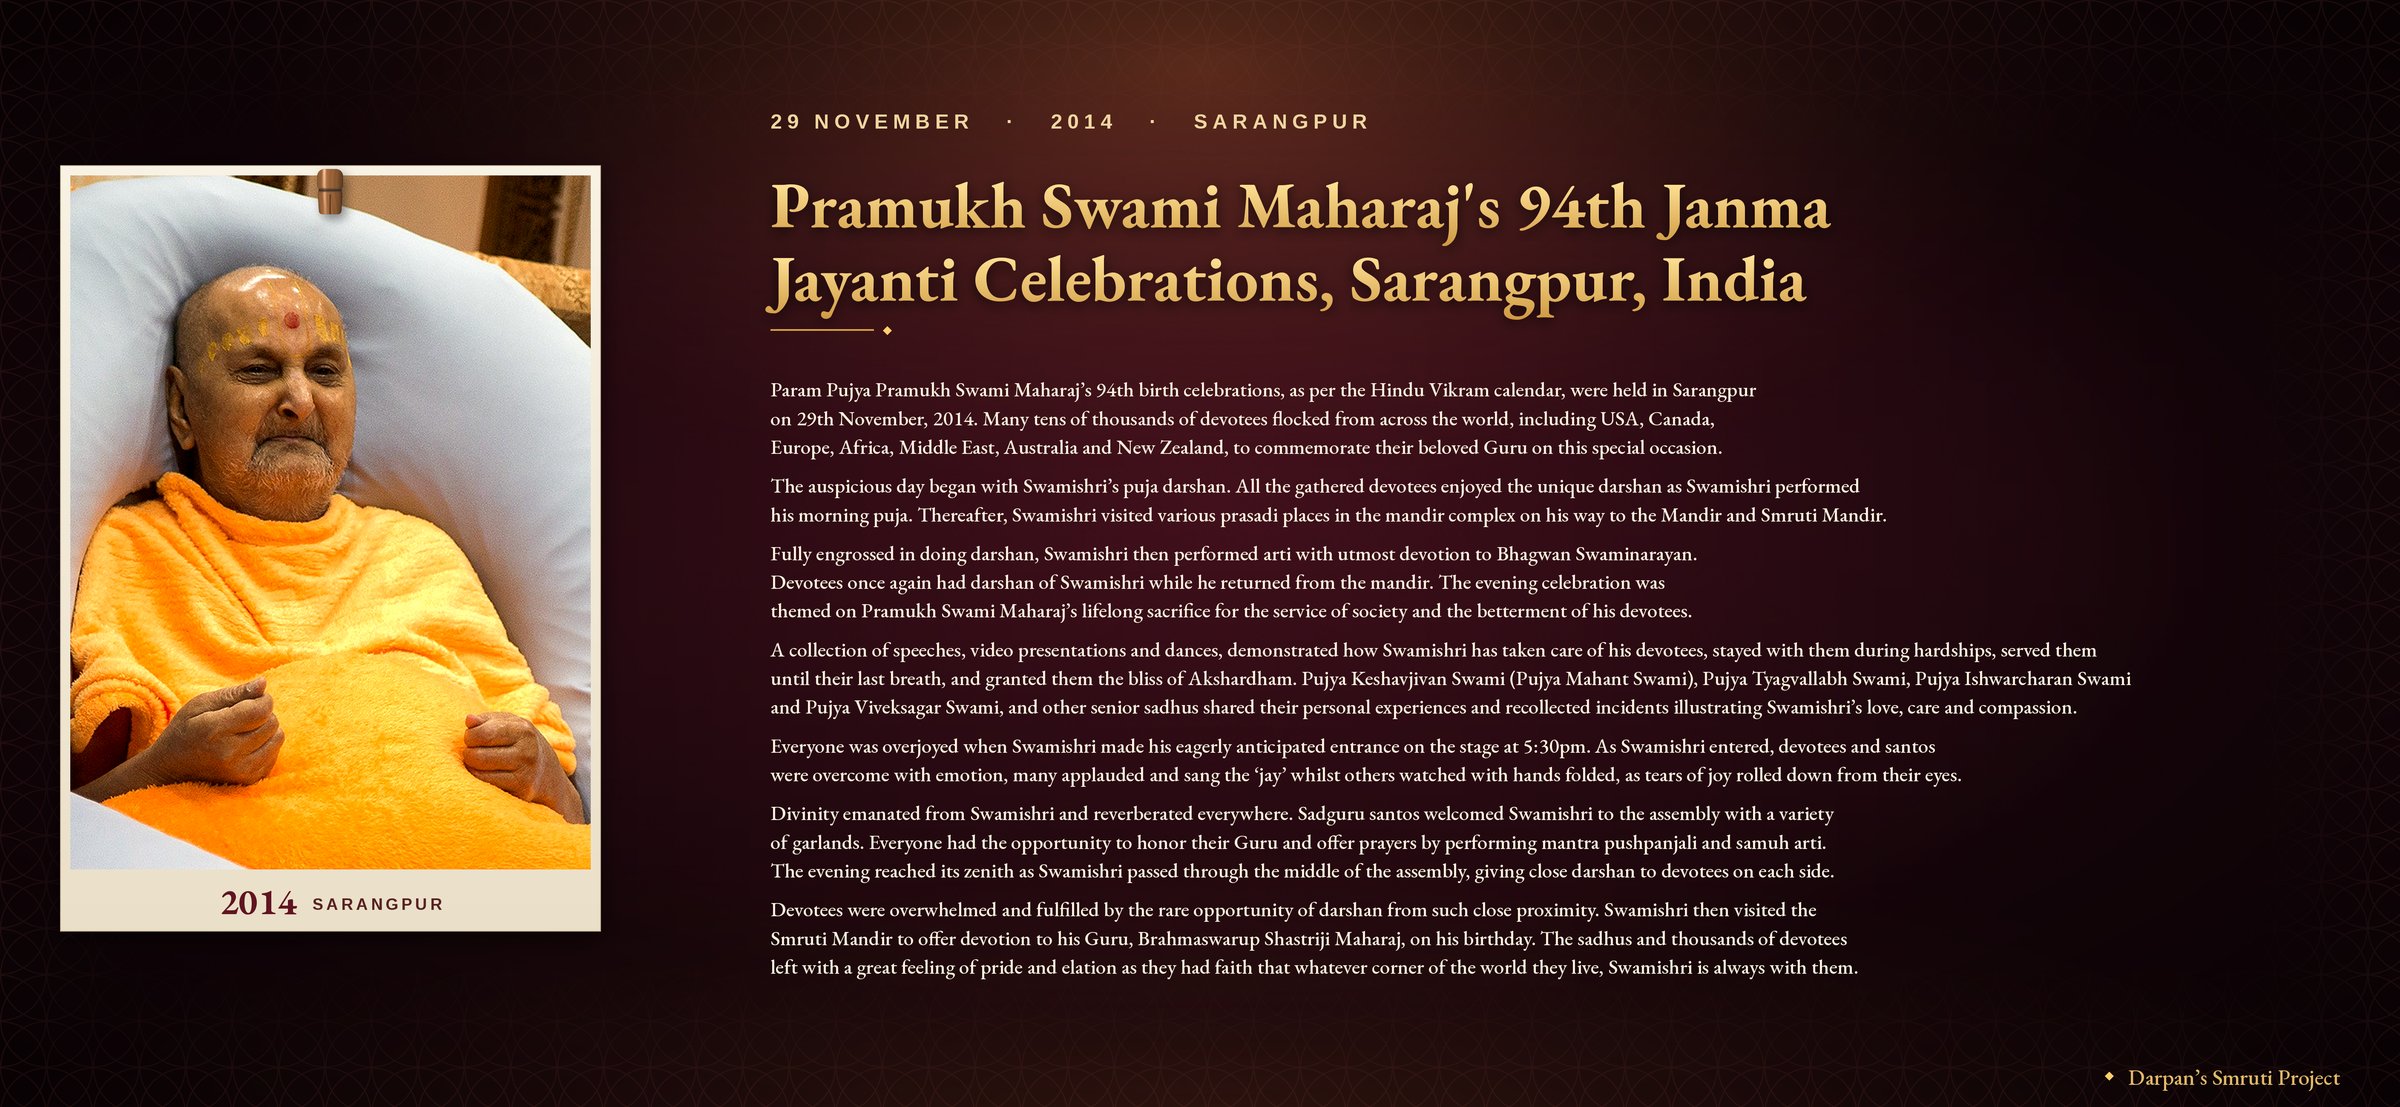 29 NOVEMBER · 2014 · SARANGPUR
Pramukh Swami Maharaj's 94th Janma
Jayanti Celebrations, Sarangpur, India
Param Pujya Pramukh Swami Maharaj’s 94th birth celebrations, as per the Hindu Vikram calendar, were held in Sarangpur
on 29th November, 2014. Many tens of thousands of devotees flocked from across the world, including USA, Canada,
Europe, Africa, Middle East, Australia and New Zealand, to commemorate their beloved Guru on this special occasion.
The auspicious day began with Swamishri’s puja darshan. All the gathered devotees enjoyed the unique darshan as Swamishri performed
his morning puja. Thereafter, Swamishri visited various prasadi places in the mandir complex on his way to the Mandir and Smruti Mandir.
Fully engrossed in doing darshan, Swamishri then performed arti with utmost devotion to Bhagwan Swaminarayan.
Devotees once again had darshan of Swamishri while he returned from the mandir. The evening celebration was
themed on Pramukh Swami Maharaj’s lifelong sacrifice for the service of society and the betterment of his devotees.
A collection of speeches, video presentations and dances, demonstrated how Swamishri has taken care of his devotees, stayed with them during hardships, served them
until their last breath, and granted them the bliss of Akshardham. Pujya Keshavjivan Swami (Pujya Mahant Swami), Pujya Tyagvallabh Swami, Pujya Ishwarcharan Swami
and Pujya Viveksagar Swami, and other senior sadhus shared their personal experiences and recollected incidents illustrating Swamishri’s love, care and compassion.
Everyone was overjoyed when Swamishri made his eagerly anticipated entrance on the stage at 5:30pm. As Swamishri entered, devotees and santos
were overcome with emotion, many applauded and sang the ‘jay’ whilst others watched with hands folded, as tears of joy rolled down from their eyes.
Divinity emanated from Swamishri and reverberated everywhere. Sadguru santos welcomed Swamishri to the assembly with a variety
of garlands. Everyone had the opportunity to honor their Guru and offer prayers by performing mantra pushpanjali and samuh arti.
The evening reached its zenith as Swamishri passed through the middle of the assembly, giving close darshan to devotees on each side.
Devotees were overwhelmed and fulfilled by the rare opportunity of darshan from such close proximity. Swamishri then visited the
Smruti Mandir to offer devotion to his Guru, Brahmaswarup Shastriji Maharaj, on his birthday. The sadhus and thousands of devotees
left with a great feeling of pride and elation as they had faith that whatever corner of the world they live, Swamishri is always with them.
2014 SARANGPUR
Darpan’s Smruti Project